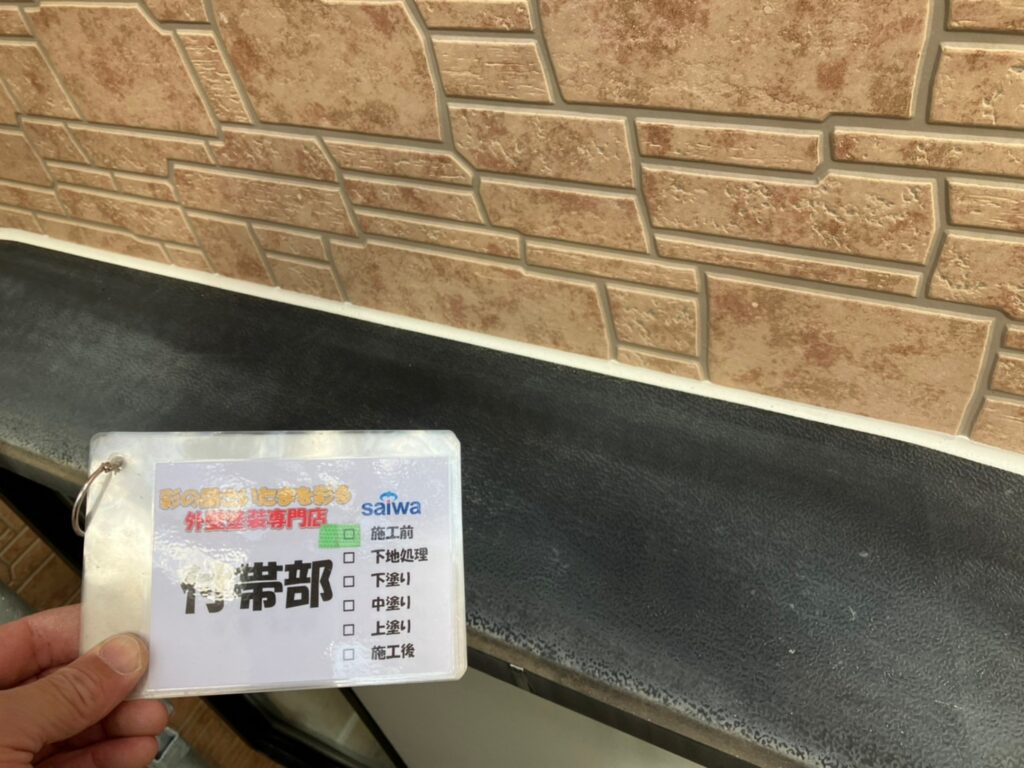 彩の国さいたまを彩る
外壁塗装専門店
saiwa
付帯部
□ 施工前
□ 下地処理
□ 下塗り
□ 中塗り
□ 上塗り
□ 施工後